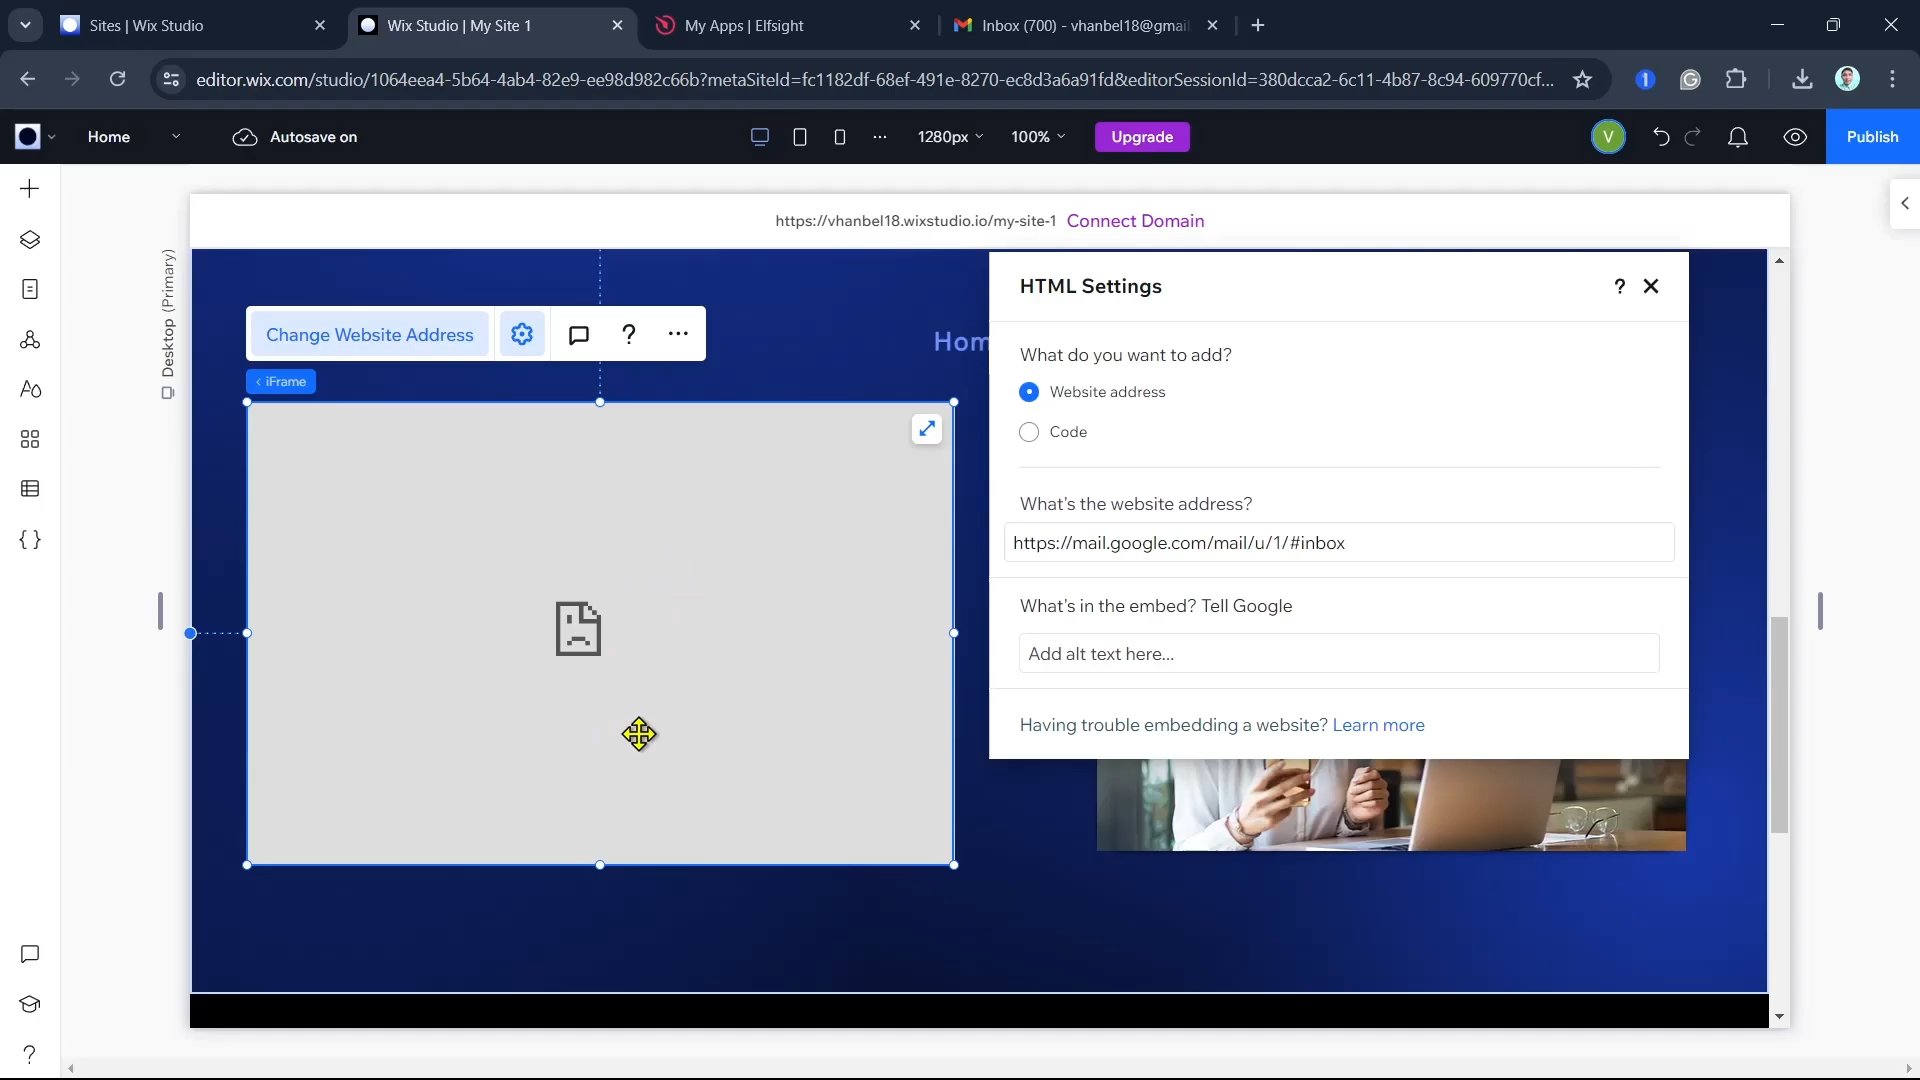 Sites | Wix Studio
Wix Studio | My Site 1
My Apps | Elfsight
Inbox (700) - vhanbel18@gmai
editor.wix.com/studio/1064eea4-5b64-4ab4-82e9-ee98d982c66b?metaSiteId=fc1182df-68ef-491e-8270-ec8d3a6a91fd&editorSessionId=380dcca2-6c11-4b87-8c94-609770cf...
Home
Autosave on
1280px
100%
Upgrade
V
Publish
https://vhanbel18.wixstudio.io/my-site-1 Connect Domain
Desktop (Primary)
Change Website Address
?
iFrame
Hom
HTML Settings
?
What do you want to add?
Website address
Code
What's the website address?
https://mail.google.com/mail/u/1/#inbox
What's in the embed? Tell Google
Add alt text here...
Having trouble embedding a website? Learn more